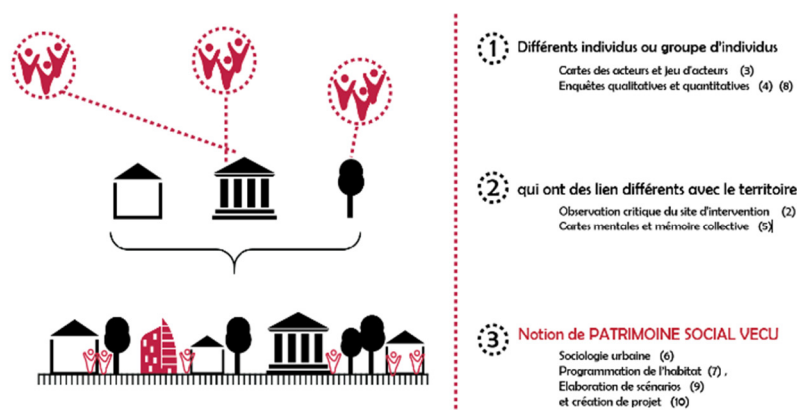 1 Différents individus ou groupe d'individus
Cartes des acteurs et jeu d'acteurs (3)
Enquêtes qualitatives et quantitatives (4) (8)
2 qui ont des lien différents avec le territoire
Observation critique du site d'intervention (2)
Cartes mentales et mémoire collective (5)
3 Notion de PATRIMOINE SOCIAL VECU
Sociologie urbaine (6)
Programmation de l'habitat (7) ,
Elaboration de scénarios (9)
et création de projet (10)